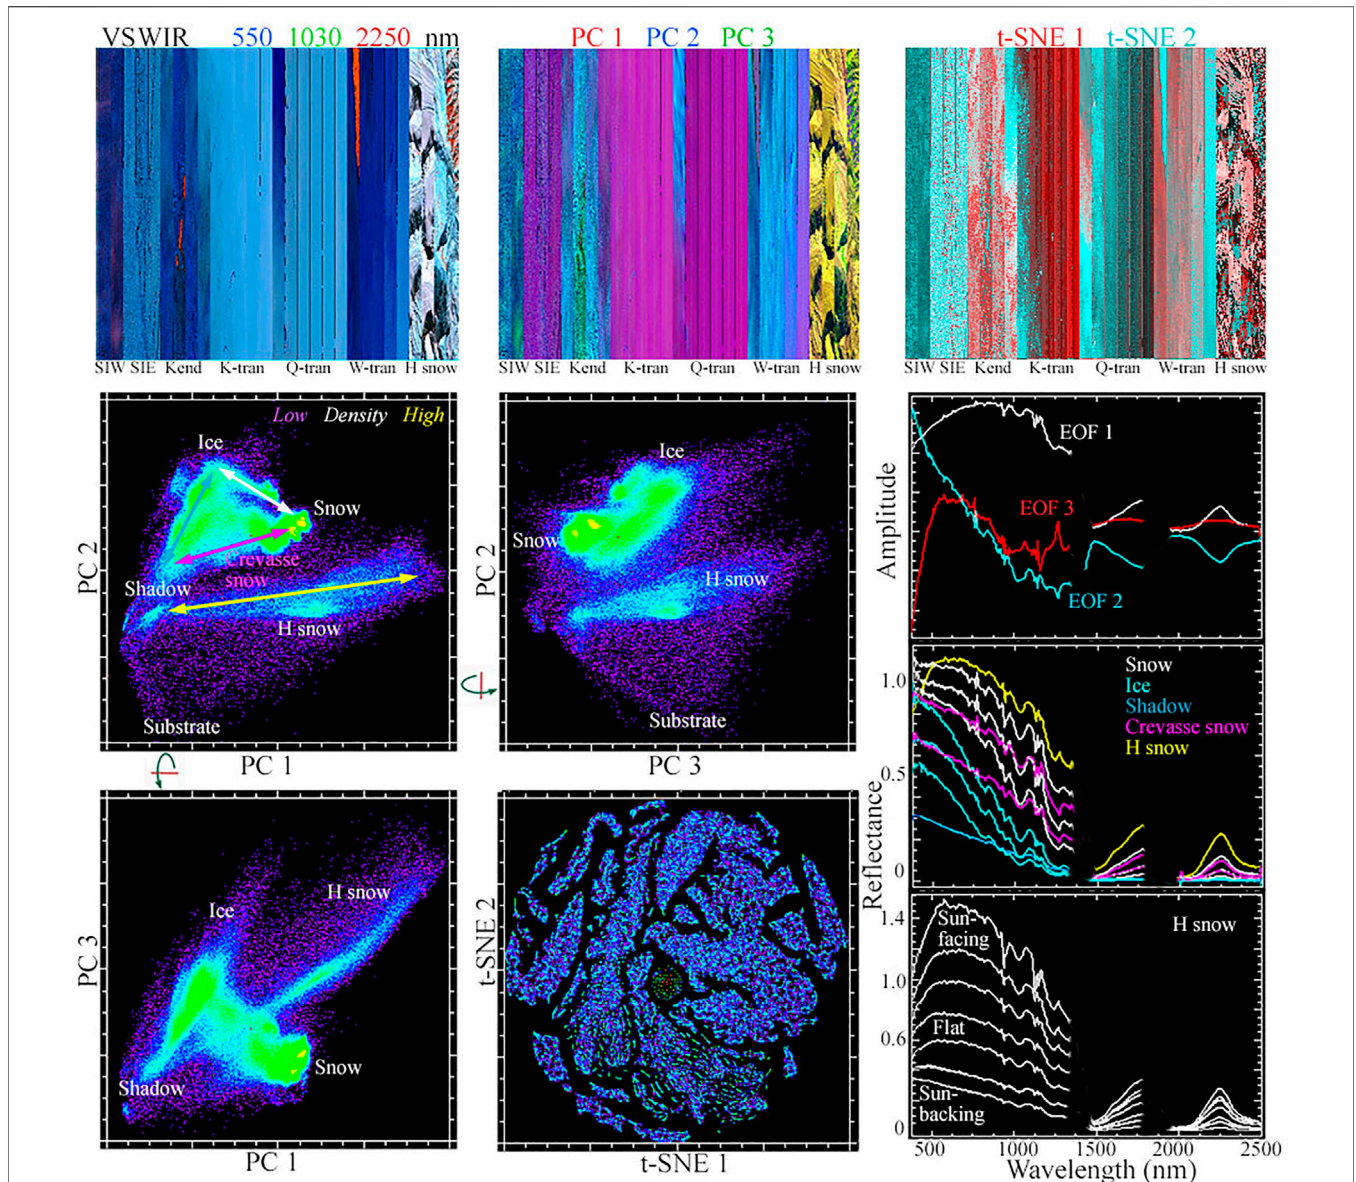 VSWIR 550 1030 2250 nm
PC 1 PC 2 PC 3
t-SNE 1 t-SNE 2
SIW SIE Kend K-tran Q-tran W-tran H snow
SIW SIE Kend K-tran Q-tran W-tran H snow
SIW SIE Kend K-tran Q-tran W-tran H snow
Low Density High
Ice
Snow
Crevasse
snow
Shadow
H snow
Substrate
PC 2
PC 1
Ice
Snow
H snow
Substrate
PC 2
PC 3
EOF 1
EOF 3
EOF 2
Amplitude
Snow
Ice
Shadow
Crevasse snow
H snow
1.0
0.5
0
Reflectance
H snow
Ice
Snow
Shadow
PC 3
PC 1
t-SNE 2
t-SNE 1
H snow
Sun-
facing
Flat
Sun-
backing
1.4
1.0
0.6
0
500 1000 1500 2000 2500
Wavelength (nm)